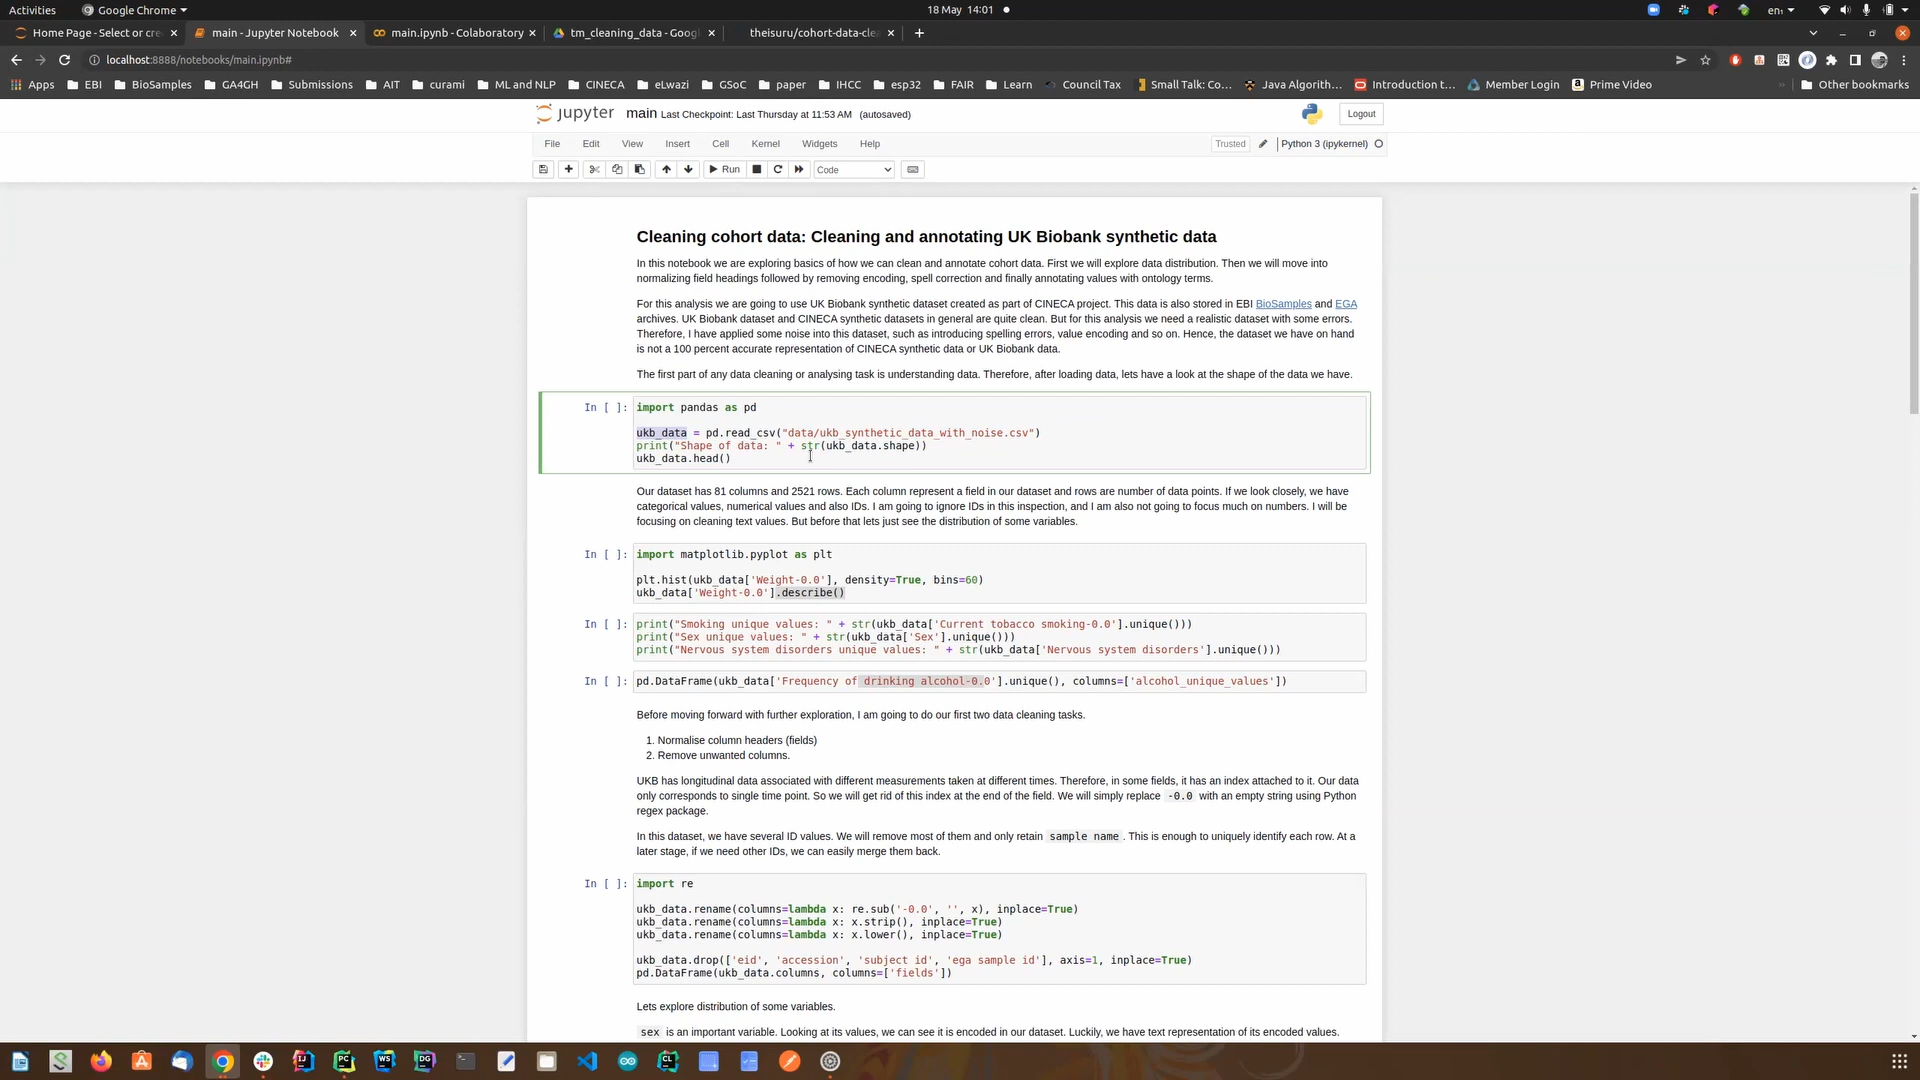 Activities Google Chrome 18 May 14:01 en
Home Page - Select or cre main - Jupyter Notebook main.ipynb - Colaboratory tm_cleaning_data - Goog theisuru/cohort-data-clea
localhost:8888/notebooks/main.ipynb#
Apps EBI BioSamples GA4GH Submissions AIT curami ML and NLP CINECA eLwazi GSoC paper IHCC esp32 FAIR Learn Council Tax Small Talk: Co... Java Algorithm... Introduction t... Member Login Prime Video Other bookmarks
jupyter main Last Checkpoint: Last Thursday at 11:53 AM (autosaved) Logout
File Edit View Insert Cell Kernel Widgets Help Trusted Python 3 (ipykernel)
Run Code
Cleaning cohort data: Cleaning and annotating UK Biobank synthetic data
In this notebook we are exploring basics of how we can clean and annotate cohort data. First we will explore data distribution. Then we will move into
normalizing field headings followed by removing encoding, spell correction and finally annotating values with ontology terms.
For this analysis we are going to use UK Biobank synthetic dataset created as part of CINECA project. This data is also stored in EBI BioSamples and EGA
archives. UK Biobank dataset and CINECA synthetic datasets in general are quite clean. But for this analysis we need a realistic dataset with some errors.
Therefore, I have applied some noise into this dataset, such as introducing spelling errors, value encoding and so on. Hence, the dataset we have on hand
is not a 100 percent accurate representation of CINECA synthetic data or UK Biobank data.
The first part of any data cleaning or analysing task is understanding data. Therefore, after loading data, lets have a look at the shape of the data we have.
In [ ]: import pandas as pd
ukb_data = pd.read_csv("data/ukb_synthetic_data_with_noise.csv")
print("Shape of data: " + str(ukb_data.shape))
ukb_data.head()
Our dataset has 81 columns and 2521 rows. Each column represent a field in our dataset and rows are number of data points. If we look closely, we have
categorical values, numerical values and also IDs. I am going to ignore IDs in this inspection, and I am also not going to focus much on numbers. I will be
focusing on cleaning text values. But before that lets just see the distribution of some variables.
In [ ]: import matplotlib.pyplot as plt
plt.hist(ukb_data['Weight-0.0'], density=True, bins=60)
ukb_data['Weight-0.0'].describe()
In [ ]: print("Smoking unique values: " + str(ukb_data['Current tobacco smoking-0.0'].unique()))
print("Sex unique values: " + str(ukb_data['Sex'].unique()))
print("Nervous system disorders unique values: " + str(ukb_data['Nervous system disorders'].unique()))
In [ ]: pd.DataFrame(ukb_data['Frequency of drinking alcohol-0.0'].unique(), columns=['alcohol_unique_values'])
Before moving forward with further exploration, I am going to do our first two data cleaning tasks.
1. Normalise column headers (fields)
2. Remove unwanted columns.
UKB has longitudinal data associated with different measurements taken at different times. Therefore, in some fields, it has an index attached to it. Our data
only corresponds to single time point. So we will get rid of this index at the end of the field. We will simply replace -0.0 with an empty string using Python
regex package.
In this dataset, we have several ID values. We will remove most of them and only retain sample name . This is enough to uniquely identify each row. At a
later stage, if we need other IDs, we can easily merge them back.
In [ ]: import re
ukb_data.rename(columns=lambda x: re.sub('-0.0', '', x), inplace=True)
ukb_data.rename(columns=lambda x: x.strip(), inplace=True)
ukb_data.rename(columns=lambda x: x.lower(), inplace=True)
ukb_data.drop(['eid', 'accession', 'subject id', 'ega sample id'], axis=1, inplace=True)
pd.DataFrame(ukb_data.columns, columns=['fields'])
Lets explore distribution of some variables.
sex is an important variable. Looking at its values, we can see it is encoded in our dataset. Luckily, we have text representation of its encoded values.